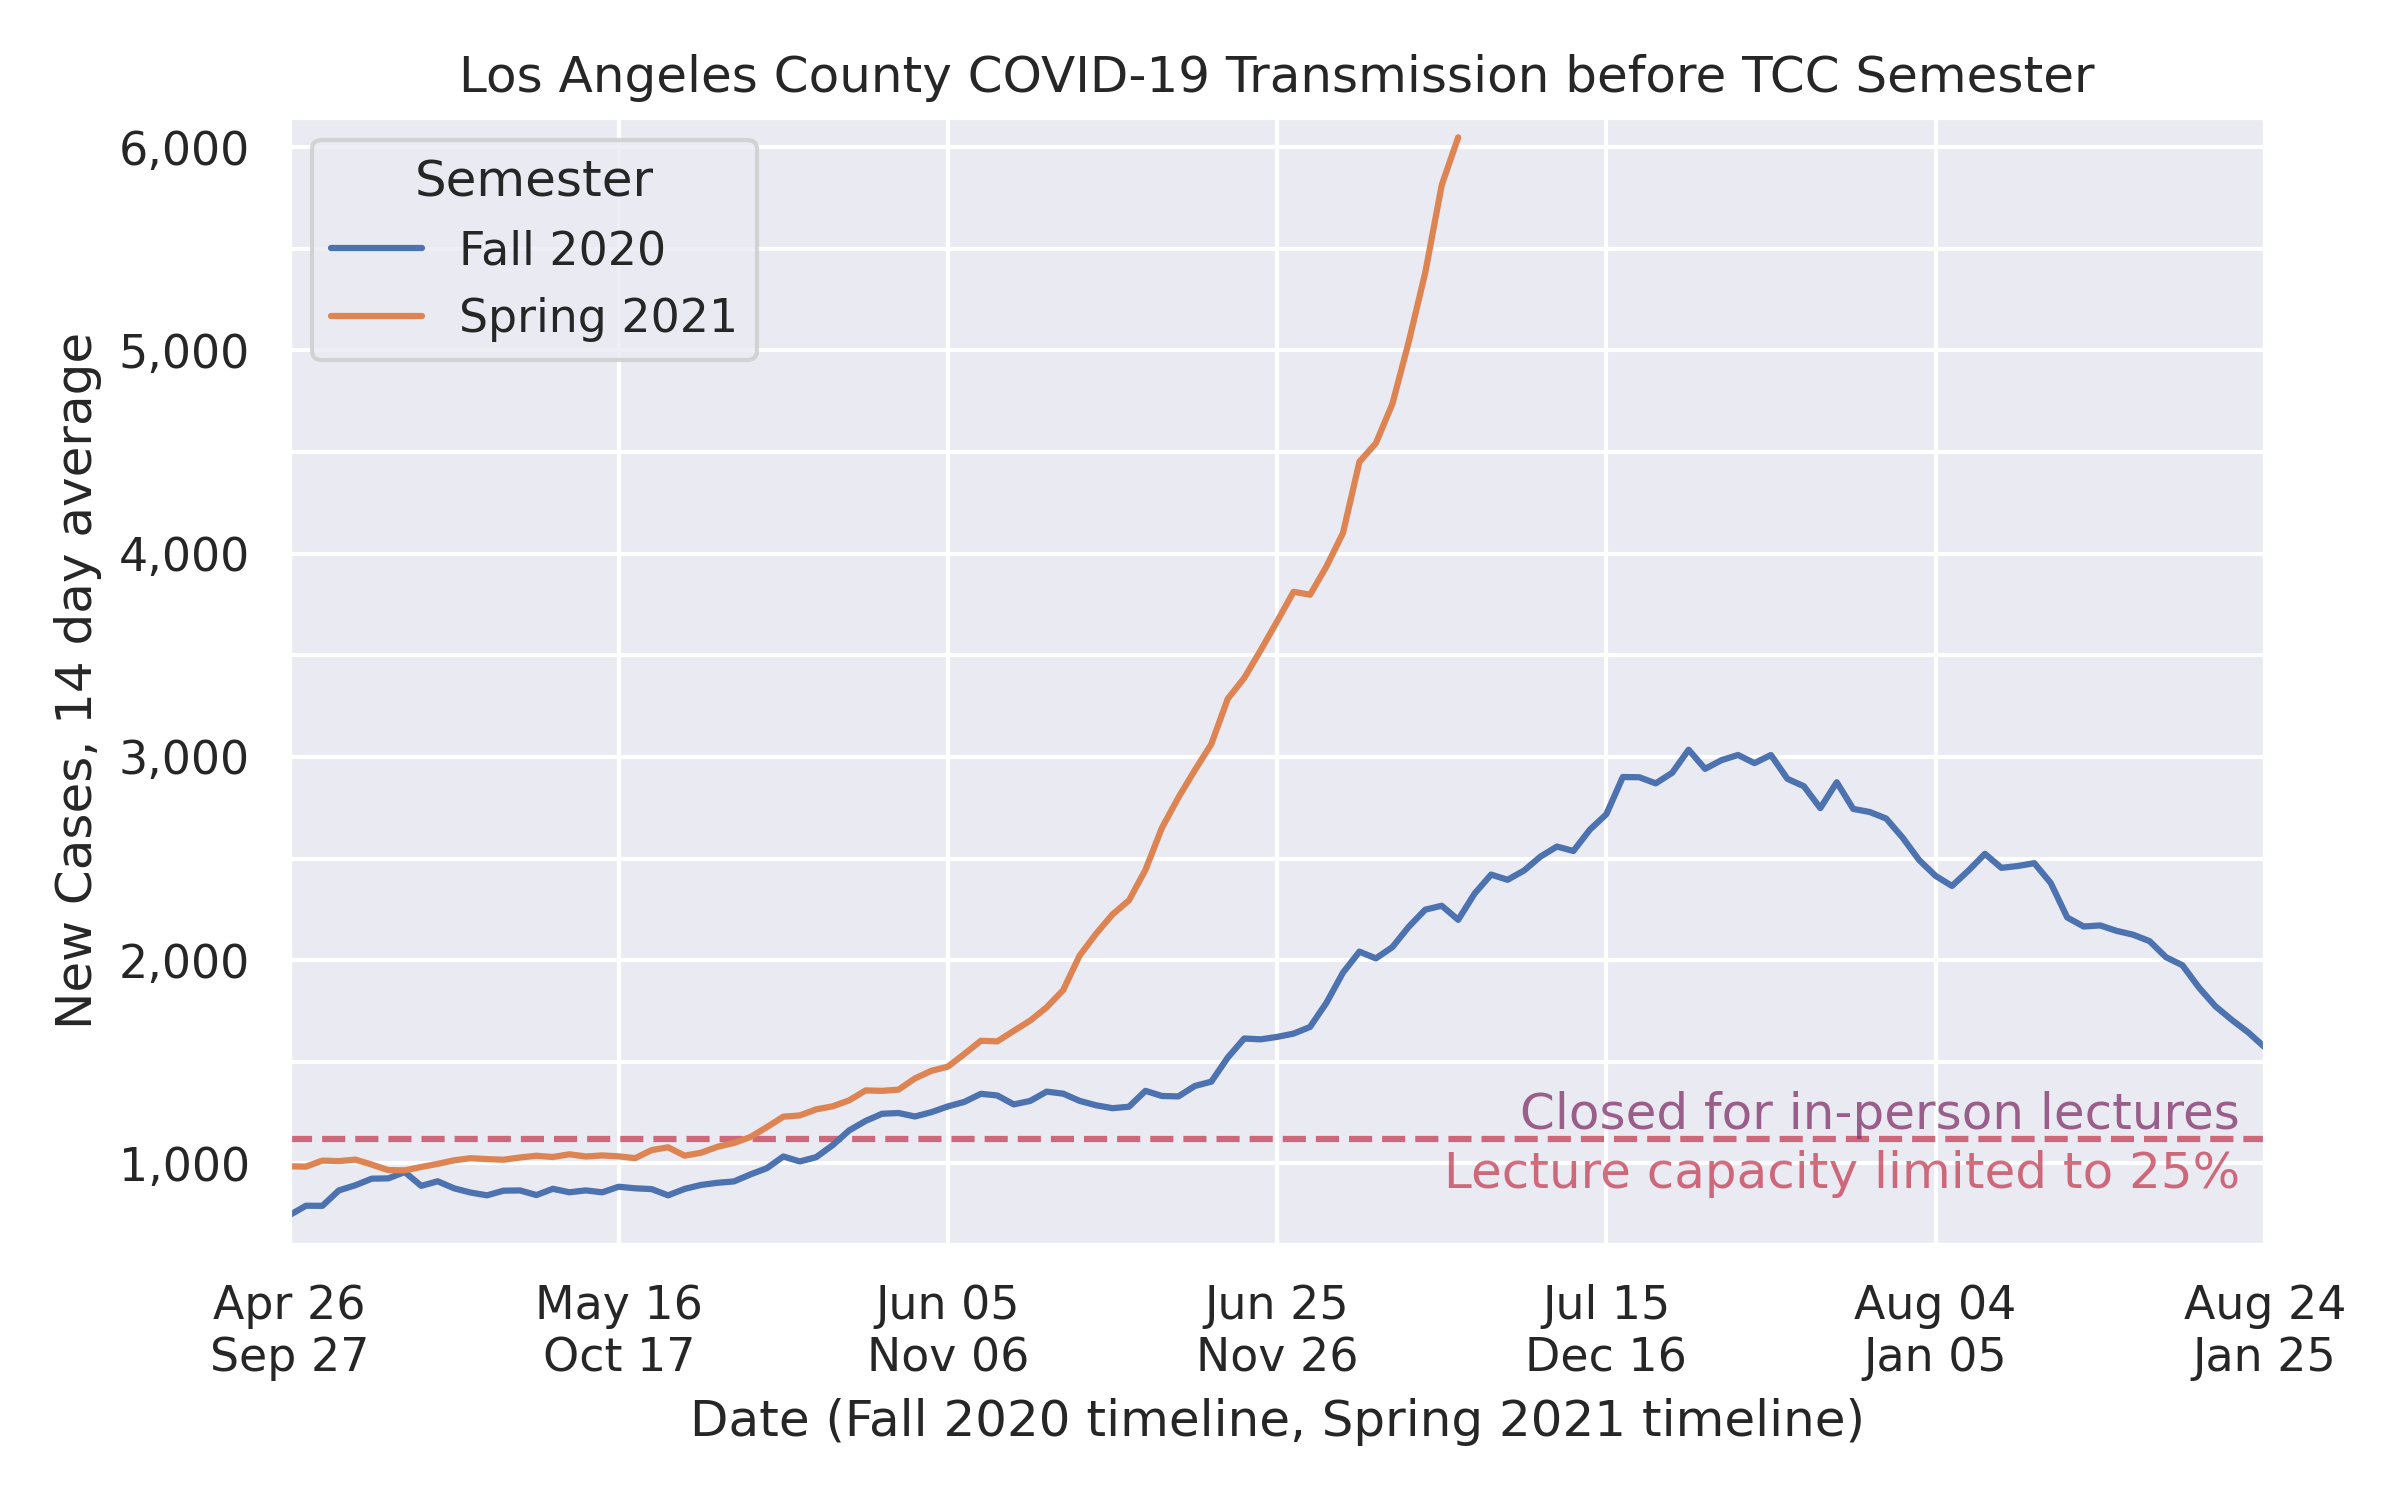 Los Angeles County COVID-19 Transmission before TCC Semester
Semester
Fall 2020
Spring 2021
New Cases, 14 day average
6,000
5,000
4,000
3,000
2,000
1,000
Closed for in-person lectures
Lecture capacity limited to 25%
Apr 26 May 16 Jun 05 Jun 25 Jul 15 Aug 04 Aug 24
Sep 27 Oct 17 Nov 06 Nov 26 Dec 16 Jan 05 Jan 25
Date (Fall 2020 timeline, Spring 2021 timeline)